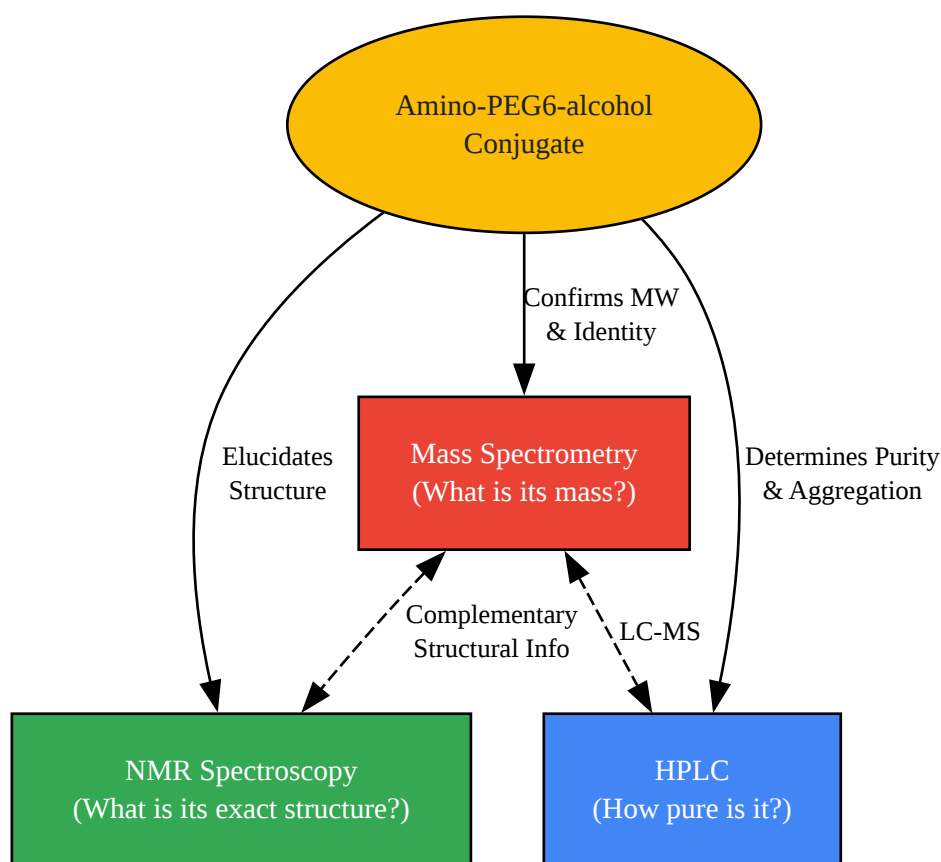 Amino-PEG6-alcohol
Conjugate
Confirms MW
& Identity
Elucidates
Structure
Mass Spectrometry
(What is its mass?)
Determines Purity
& Aggregation
Complementary
Structural Info
LC-MS
NMR Spectroscopy
(What is its exact structure?)
HPLC
(How pure is it?)